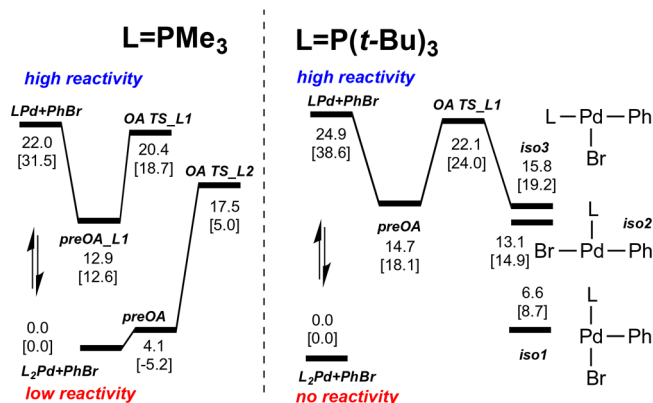 L=PMe3
high reactivity
LPd+PhBr
22.0
[31.5]
OA TS_L1
20.4
[18.7]
OA TS_L2
17.5
[5.0]
preOA_L1
12.9
[12.6]
preOA
4.1
[-5.2]
0.0
[0.0]
L2Pd+PhBr
low reactivity
L=P(t-Bu)3
high reactivity
LPd+PhBr
24.9
[38.6]
OA TS_L1
22.1
[24.0]
preOA
14.7
[18.1]
iso3
15.8
[19.2]
13.1
[14.9]
6.6
[8.7]
iso1
0.0
[0.0]
L2Pd+PhBr
no reactivity
L Pd Ph
Br
L iso2
Br Pd Ph
L
Pd Ph
Br